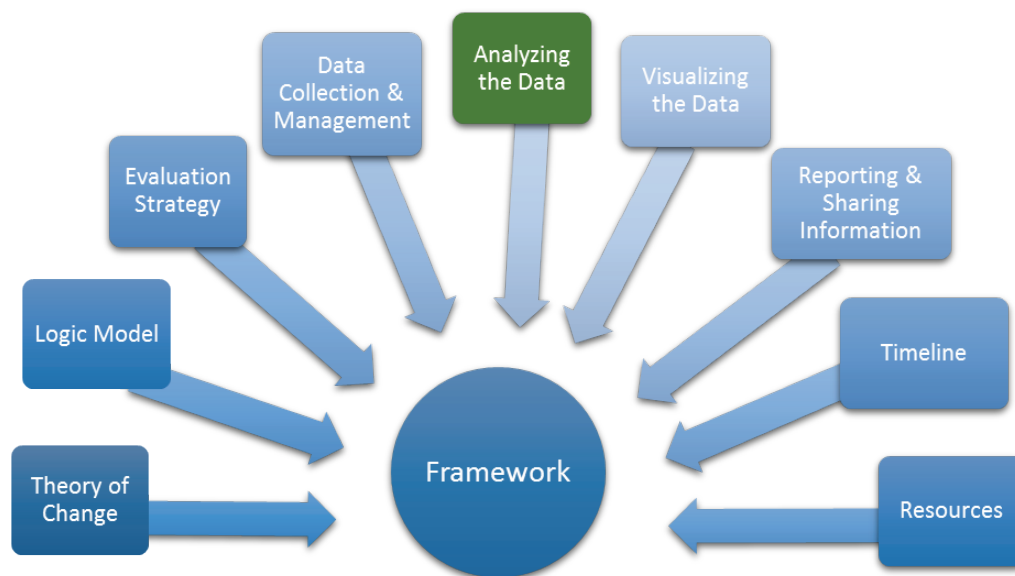 Analyzing
the Data
Data
Collection &
Management
Visualizing
the Data
Evaluation
Strategy
Reporting &
Sharing
Information
Logic Model
Timeline
Theory of
Change
Framework
Resources